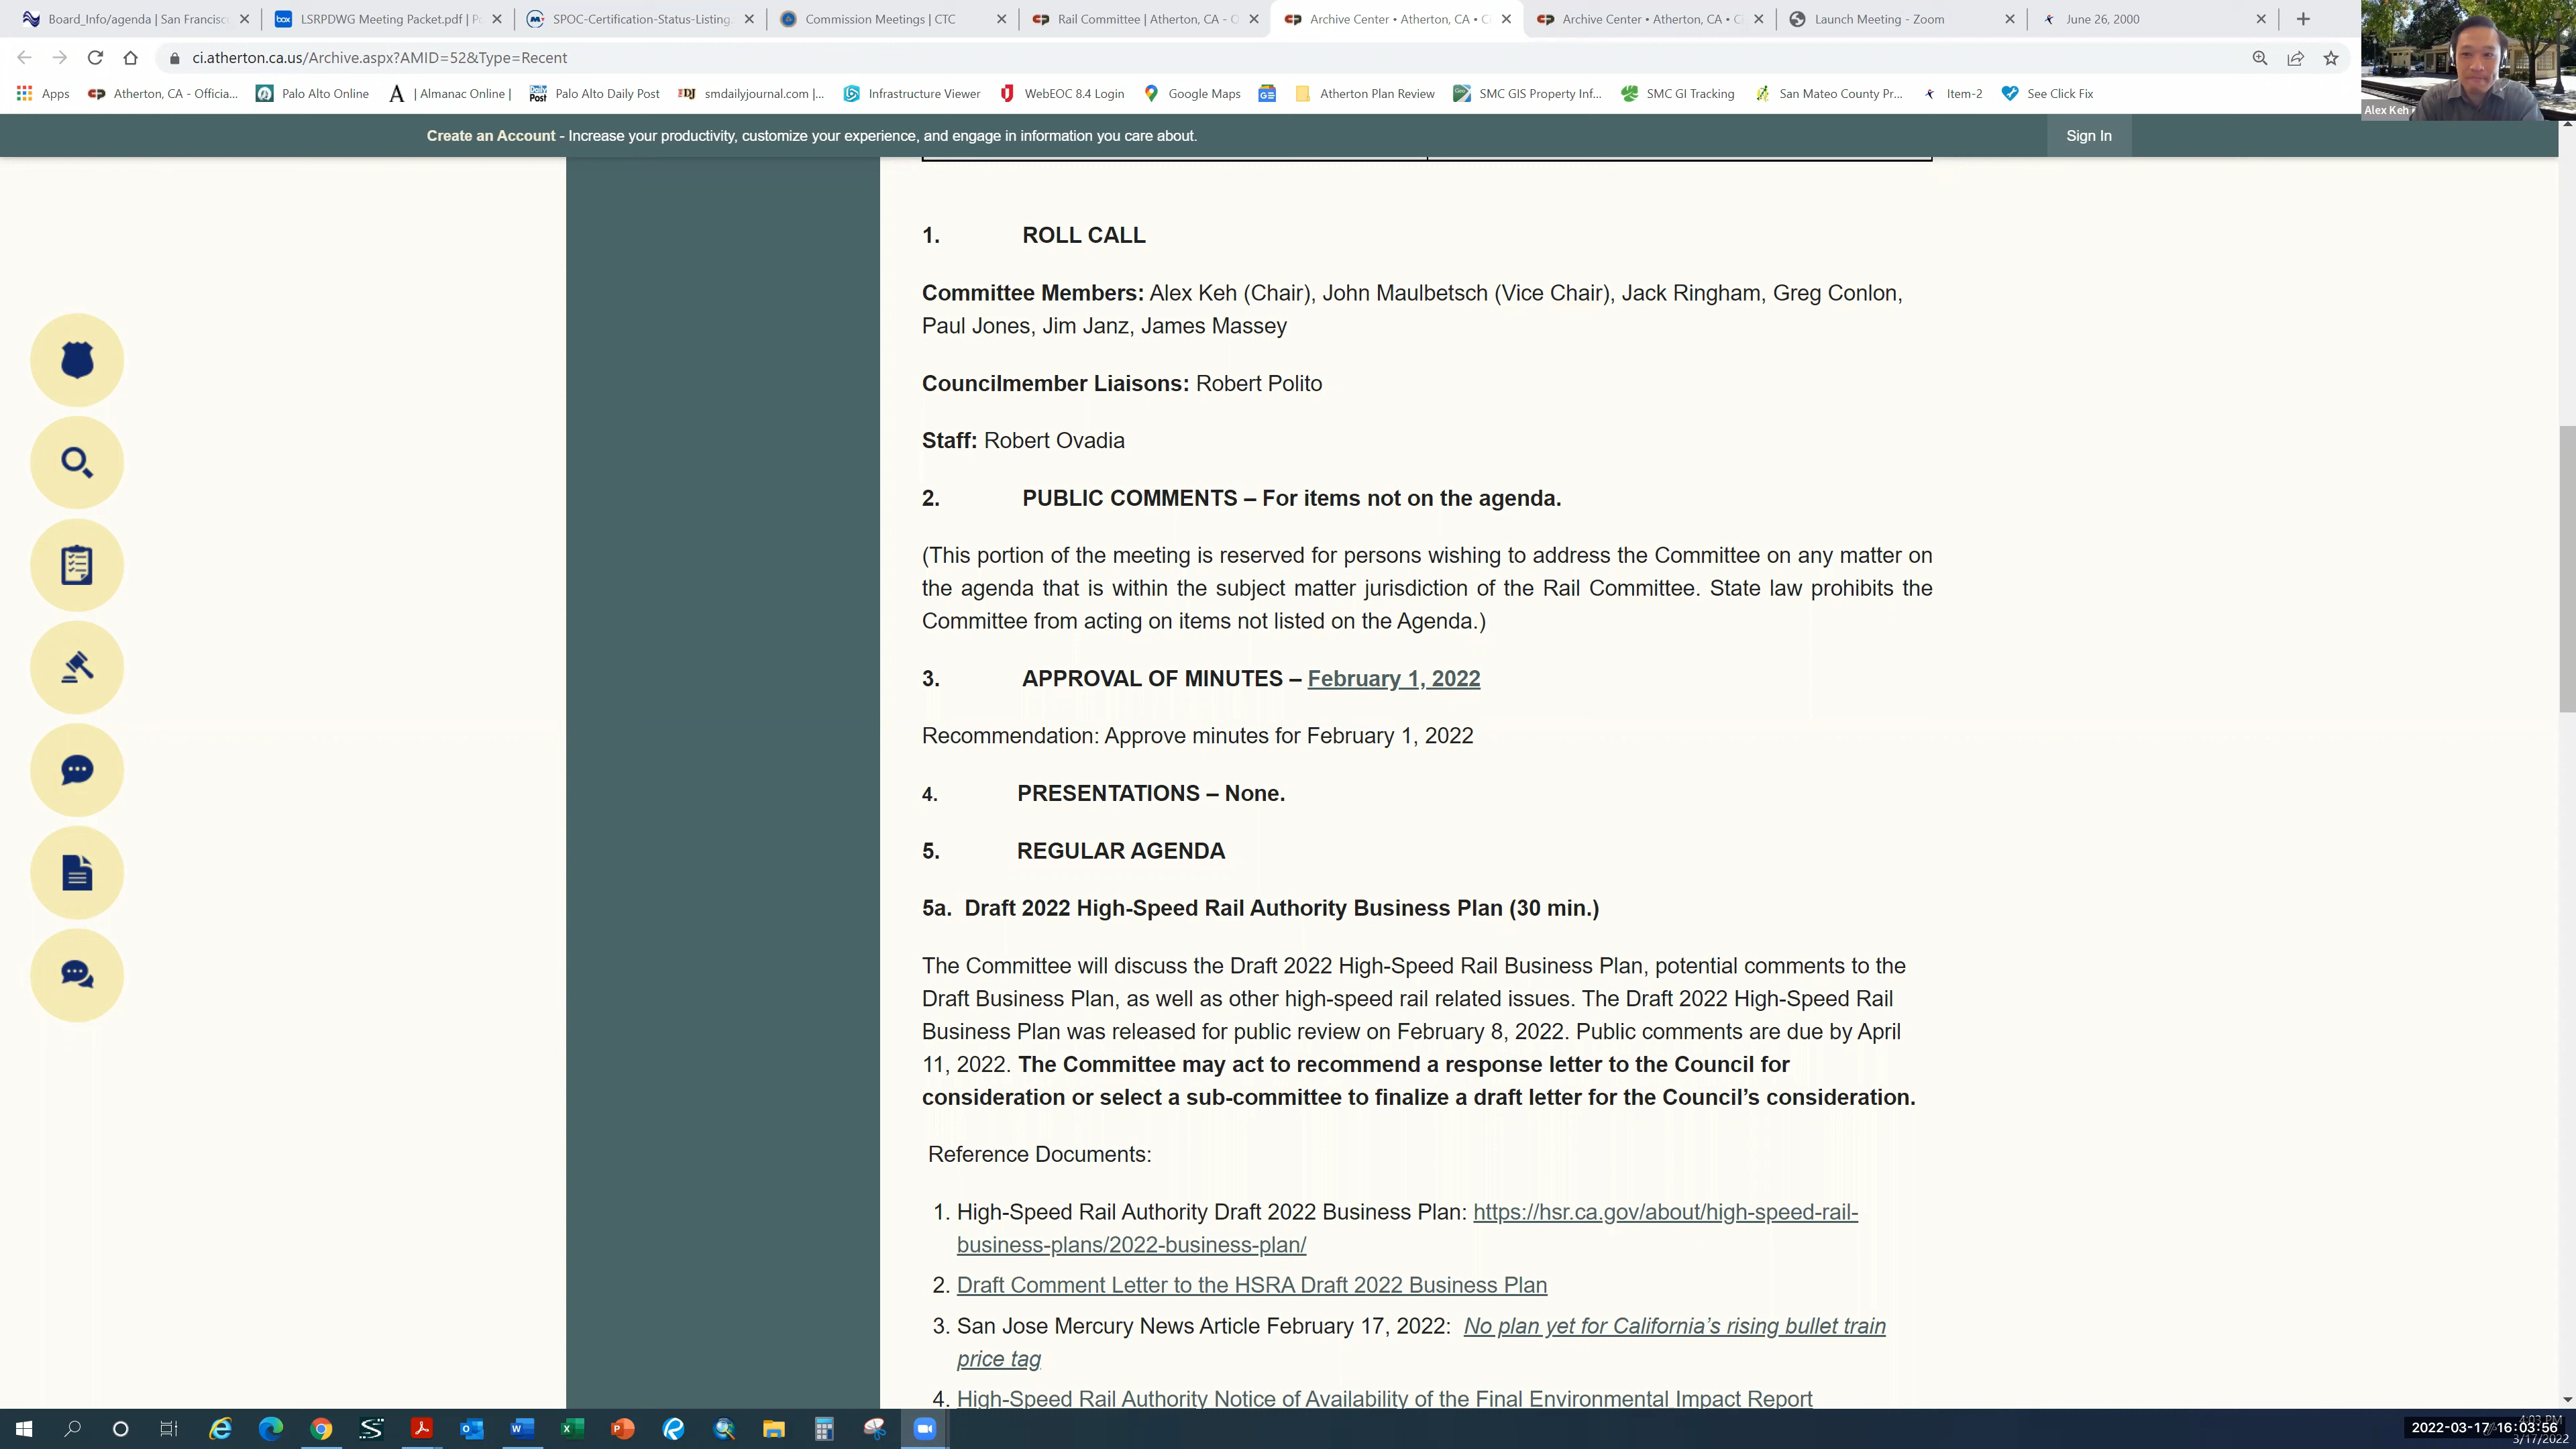 Board_Info/agenda | San Francisc
LSRPDWG Meeting Packet.pdf | P
SPOC-Certification-Status-Listing
Commission Meetings | CTC
Rail Committee | Atherton, CA - O
Archive Center • Atherton, CA • C
Archive Center • Atherton, CA • C
Launch Meeting - Zoom
June 26, 2000
ci.atherton.ca.us/Archive.aspx?AMID=52&Type=Recent
Apps
Atherton, CA - Officia...
Palo Alto Online
| Almanac Online |
Palo Alto Daily Post
smdailyjournal.com |...
Infrastructure Viewer
WebEOC 8.4 Login
Google Maps
Atherton Plan Review
SMC GIS Property Inf...
SMC GI Tracking
San Mateo County Pr...
Item-2
See Click Fix
Alex Keh
Create an Account - Increase your productivity, customize your experience, and engage in information you care about.
Sign In
1. ROLL CALL
Committee Members: Alex Keh (Chair), John Maulbetsch (Vice Chair), Jack Ringham, Greg Conlon,
Paul Jones, Jim Janz, James Massey
Councilmember Liaisons: Robert Polito
Staff: Robert Ovadia
2. PUBLIC COMMENTS – For items not on the agenda.
(This portion of the meeting is reserved for persons wishing to address the Committee on any matter on
the agenda that is within the subject matter jurisdiction of the Rail Committee. State law prohibits the
Committee from acting on items not listed on the Agenda.)
3. APPROVAL OF MINUTES – February 1, 2022
Recommendation: Approve minutes for February 1, 2022
4. PRESENTATIONS – None.
5. REGULAR AGENDA
5a. Draft 2022 High-Speed Rail Authority Business Plan (30 min.)
The Committee will discuss the Draft 2022 High-Speed Rail Business Plan, potential comments to the
Draft Business Plan, as well as other high-speed rail related issues. The Draft 2022 High-Speed Rail
Business Plan was released for public review on February 8, 2022. Public comments are due by April
11, 2022. The Committee may act to recommend a response letter to the Council for
consideration or select a sub-committee to finalize a draft letter for the Council's consideration.
Reference Documents:
1. High-Speed Rail Authority Draft 2022 Business Plan: https://hsr.ca.gov/about/high-speed-rail-
business-plans/2022-business-plan/
2. Draft Comment Letter to the HSRA Draft 2022 Business Plan
3. San Jose Mercury News Article February 17, 2022: No plan yet for California's rising bullet train
price tag
4. High-Speed Rail Authority Notice of Availability of the Final Environmental Impact Report
4:03 PM
2022-03-17 16:03:56
3/17/2022